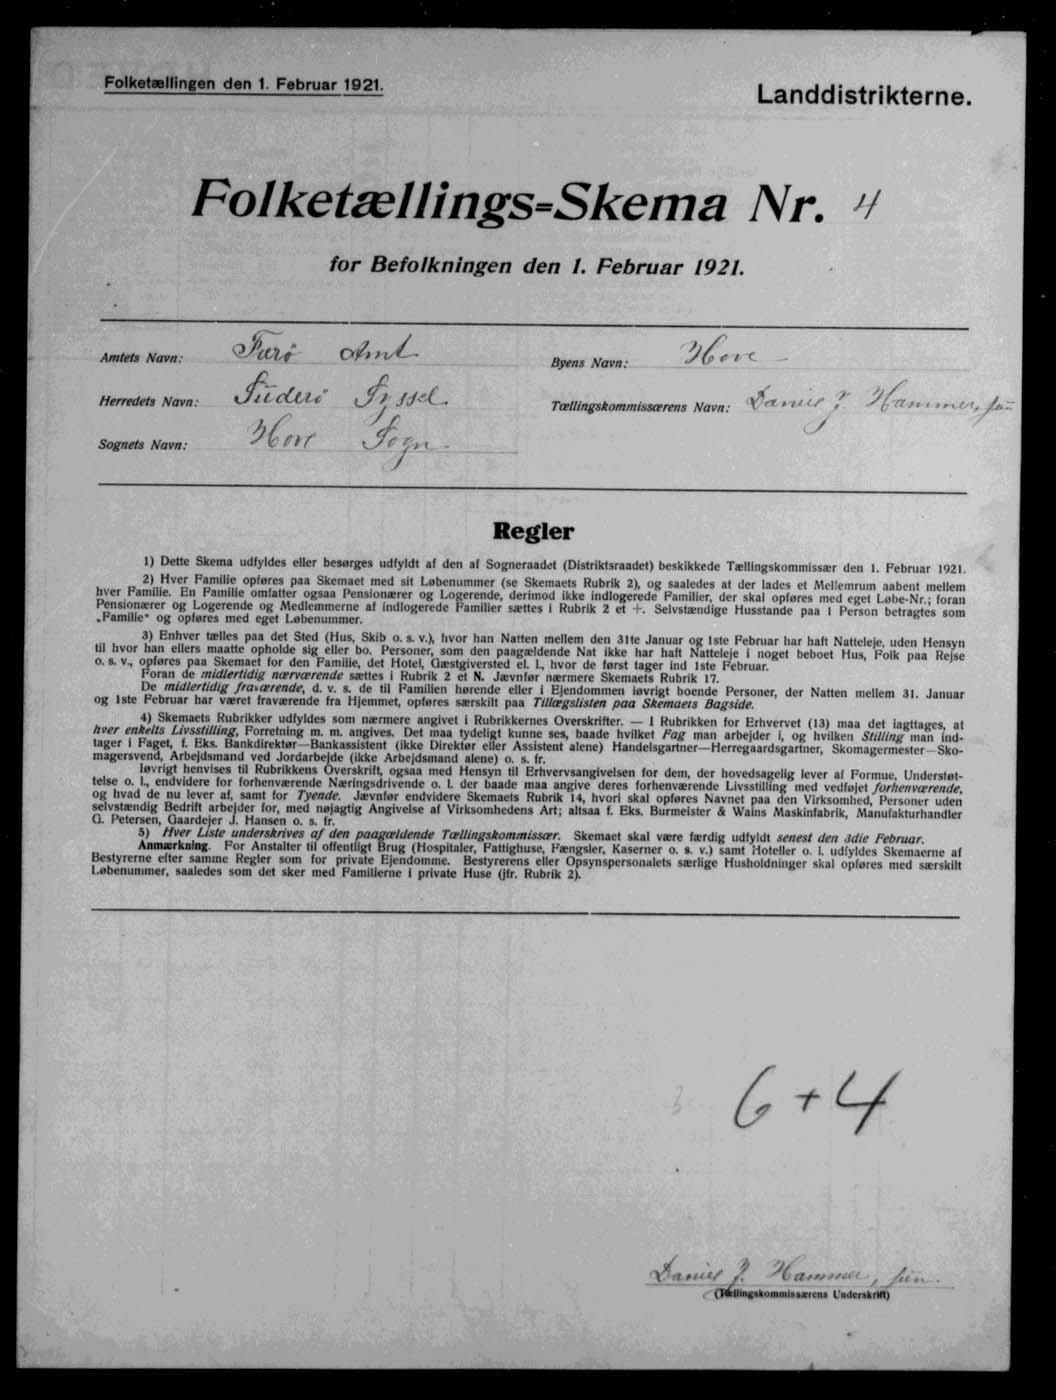 Folketællingen den 1. Februar 1921.
Landdistrikterne.
Folketællings=Skema Nr. 4
for Befolkningen den 1. Februar 1921.
Amtets Navn: Færø Amt
Byens Navn: Hove
Herredets Navn: Süderø Syssel
Tællingskommissærens Navn: Daniel J. Hammer, jun.
Sognets Navn: Hove Sogn
Regler
1) Dette Skema udfyldes eller besørges udfyldt af den af Sogneraadet (Distriktsraadet) beskikkede Tællingskommissær den 1. Februar 1921.
2) Hver Familie opføres paa Skemaet med sit Løbenummer (se Skemaets Rubrik 2), og saaledes at der lades et Mellemrum aabent mellem
hver Familie. En Familie omfatter ogsaa Pensionærer og Logerende, derimod ikke indlogerede Familier, der skal opføres med eget Løbe-Nr.; foran
Pensionærer og Logerende og Medlemmerne af indlogerede Familier sættes i Rubrik 2 et +. Selvstændige Husstande paa 1 Person betragtes som
„Familie" og opføres med eget Løbenummer.
3) Enhver tælles paa det Sted (Hus, Skib o. s. v.), hvor han Natten mellem den 31te Januar og 1ste Februar har haft Natteleje, uden Hensyn
til hvor han ellers maatte opholde sig eller bo. Personer, som den paagældende Nat ikke har haft Natteleje i noget beboet Hus, Folk paa Rejse
o. s. v., opføres paa Skemaet for den Familie, det Hotel, Gæstgiversted el. l., hvor de først tager ind 1ste Februar.
Foran de midlertidig nærværende sættes i Rubrik 2 et N. Jævnfør nærmere Skemaets Rubrik 17.
De midlertidig fraværende, d. v. s. de til Familien hørende eller i Ejendommen iøvrigt boende Personer, der Natten mellem 31. Januar
og 1ste Februar har været fraværende fra Hjemmet, opføres særskilt paa Tillægslisten paa Skemaets Bagside.
4) Skemaets Rubrikker udfyldes som nærmere angivet i Rubrikkernes Overskrifter. — I Rubrikken for Erhvervet (13) maa det iagttages, at
hver enkelts Livsstilling, Forretning m. m. angives. Det maa tydeligt kunne ses, baade hvilket Fag man arbejder i, og hvilken Stilling man ind-
tager i Faget, f. Eks. Bankdirektør—Bankassistent (ikke Direktør eller Assistent alene) Handelsgartner—Herregaardsgartner, Skomagermester—Sko-
magersvend, Arbejdsmand ved Jordarbejde (ikke Arbejdsmand alene) o. s. fr.
Iøvrigt henvises til Rubrikkens Overskrift, ogsaa med Hensyn til Erhvervsangivelsen for dem, der hovedsagelig lever af Formue, Understøt-
telse o. l., endvidere for forhenværende Næringsdrivende o. l. der baade maa angive deres forhenværende Livsstilling med vedføjet forhenværende,
og hvad de nu lever af, samt for Tyende. Jævnfør endvidere Skemaets Rubrik 14, hvori skal opføres Navnet paa den Virksomhed, Personer uden
selvstændig Bedrift arbejder for, med nøjagtig Angivelse af Virksomhedens Art; altsaa f. Eks. Burmeister & Wains Maskinfabrik, Manufakturhandler
G. Petersen, Gaardejer J. Hansen o. s. fr.
5) Hver Liste underskrives af den paagældende Tællingskommissær. Skemaet skal være færdig udfyldt senest den 3die Februar.
Anmærkning. For Anstalter til offentligt Brug (Hospitaler, Fattighuse, Fængsler, Kaserner o. s. v.) samt Hoteller o. l. udfyldes Skemaerne af
Bestyrerne efter samme Regler som for private Ejendomme. Bestyrerens eller Opsynspersonalets særlige Husholdninger skal opføres med særskilt
Løbenummer, saaledes som det sker med Familierne i private Huse (jfr. Rubrik 2).
3
6+4
Daniel J. Hammer, jun.
(Tællingskommissærens Underskrift)